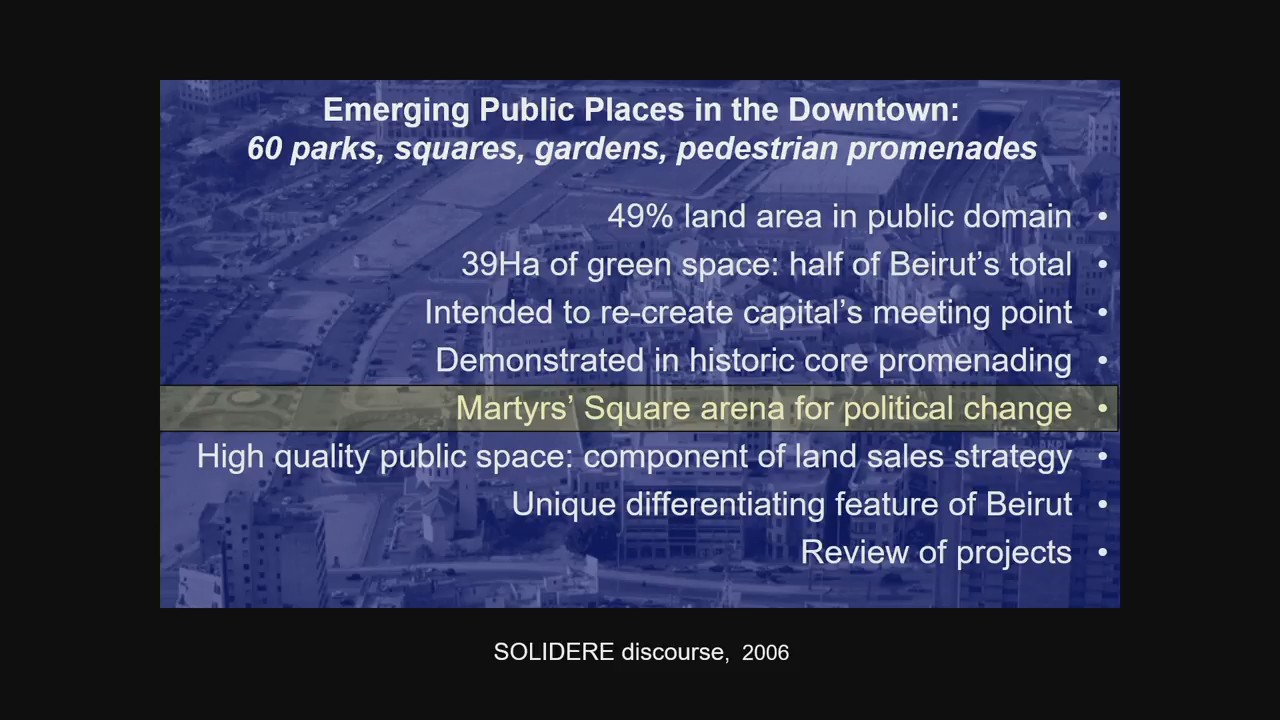 Emerging Public Places in the Downtown:
60 parks, squares, gardens, pedestrian promenades
49% land area in public domain •
39Ha of green space: half of Beirut’s total •
Intended to re-create capital’s meeting point •
Demonstrated in historic core promenading •
Martyrs’ Square arena for political change •
High quality public space: component of land sales strategy •
Unique differentiating feature of Beirut •
Review of projects •
SOLIDERE discourse, 2006